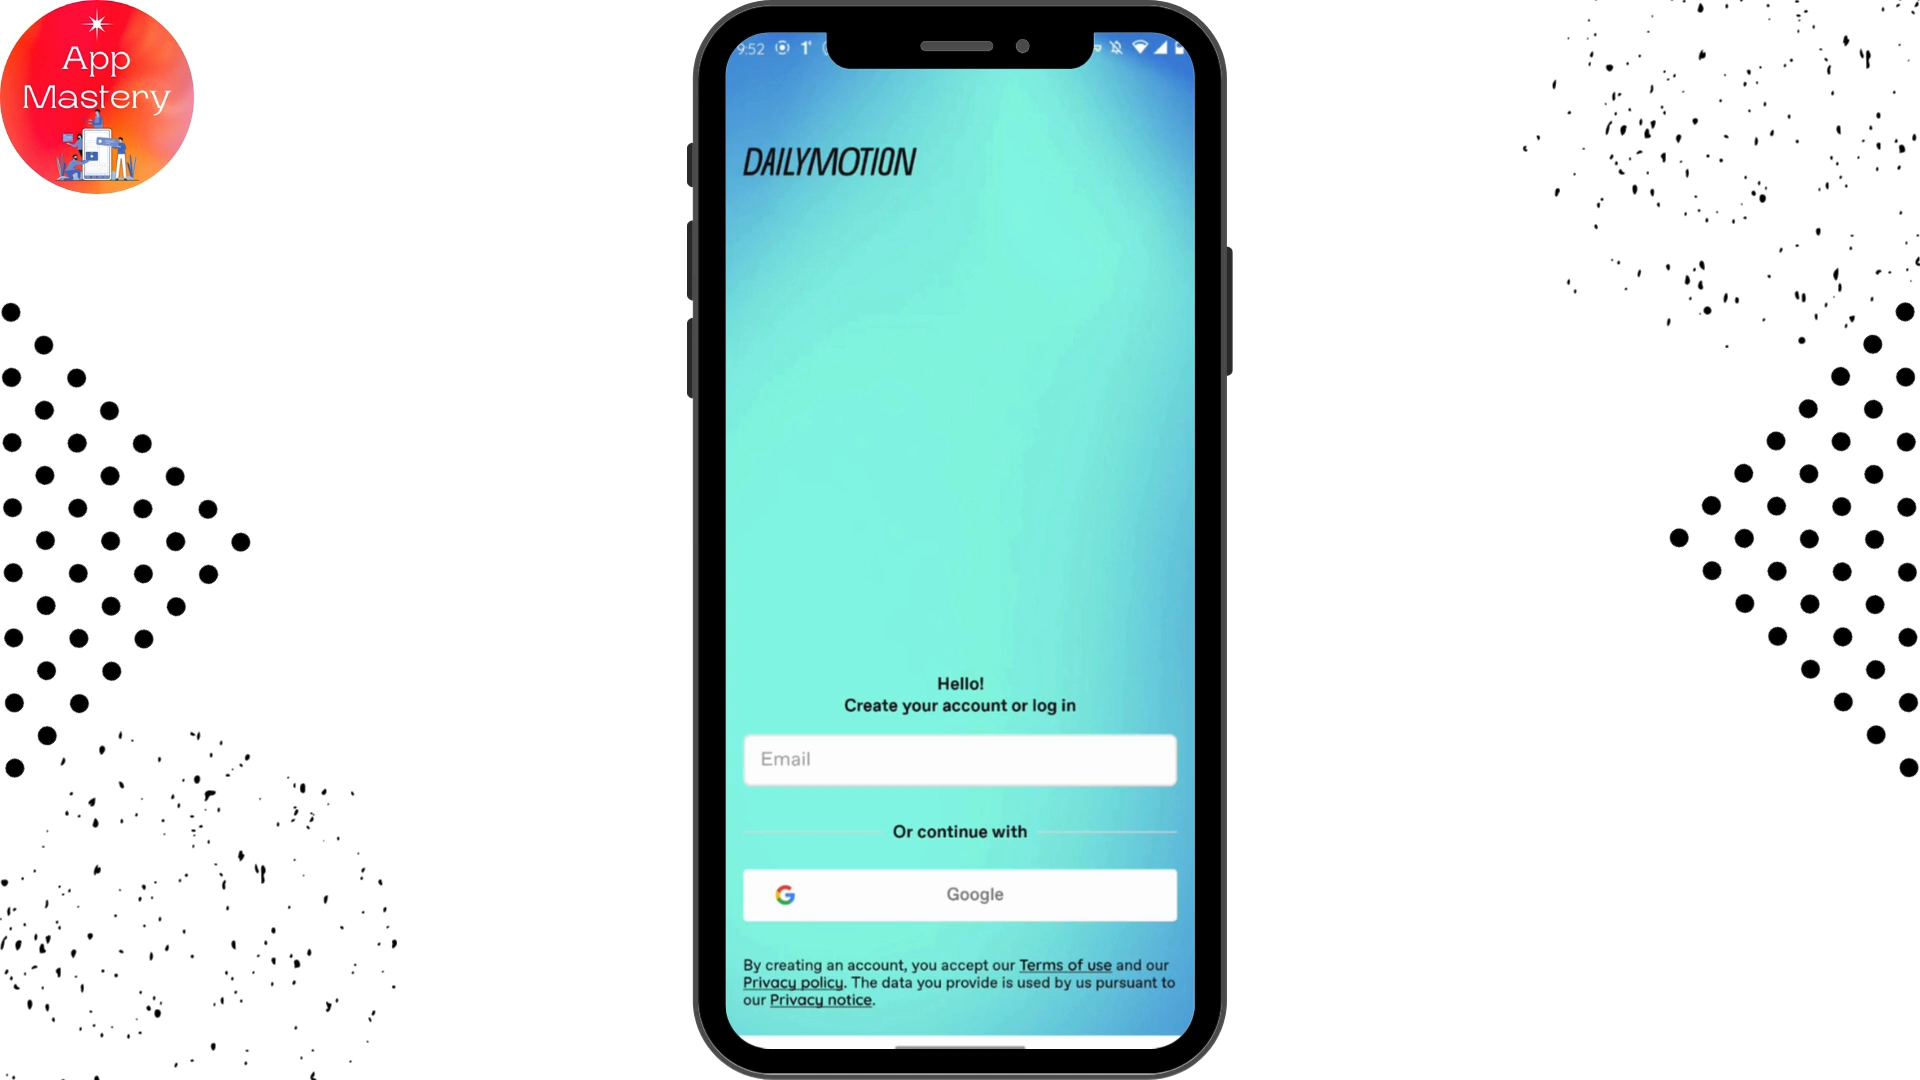 App
Mastery
9:52
DAILYMOTION
Hello!
Create your account or log in
Email
Or continue with
Google
By creating an account, you accept our Terms of use and our
Privacy policy. The data you provide is used by us pursuant to
our Privacy notice.